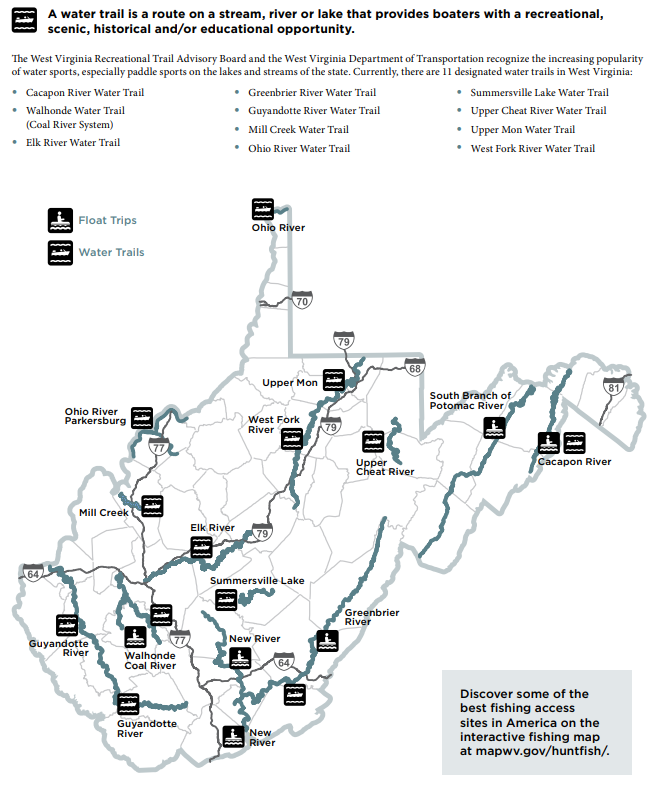 A water trail is a route on a stream, river or lake that provides boaters with a recreational,
scenic, historical and/or educational opportunity.
The West Virginia Recreational Trail Advisory Board and the West Virginia Department of Transportation recognize the increasing popularity
of water sports, especially paddle sports on the lakes and streams of the state. Currently, there are 11 designated water trails in West Virginia:
• Cacapon River Water Trail
• Walhonde Water Trail
(Coal River System)
• Elk River Water Trail
• Greenbrier River Water Trail
• Guyandotte River Water Trail
• Mill Creek Water Trail
• Ohio River Water Trail
• Summersville Lake Water Trail
• Upper Cheat River Water Trail
• Upper Mon Water Trail
• West Fork River Water Trail
Float Trips
Water Trails
Ohio River
70
79
68
Upper Mon
81
South Branch of
Potomac River
Ohio River
Parkersburg
West Fork
River
79
77
Upper
Cheat River
Cacapon River
Mill Creek
Elk River
79
64
Summersville Lake
Greenbrier
River
Guyandotte
River
Walhonde
Coal River
77
New River
64
Guyandotte
River
New
River
Discover some of the
best fishing access
sites in America on the
interactive fishing map
at mapwv.gov/huntfish/.